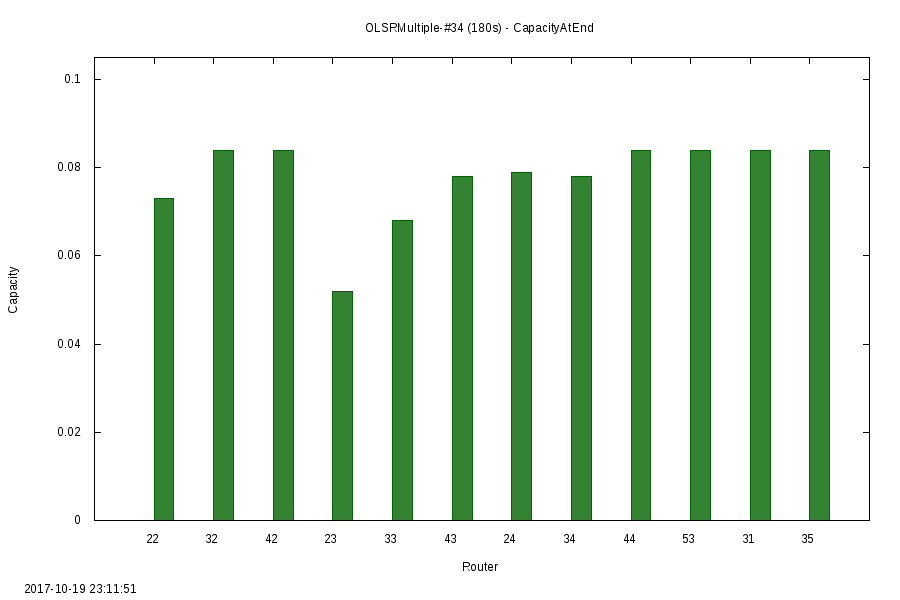 OLSRMultiple-#34 (180s) - CapacityAtEnd
0.1
0.08
0.06
0.04
0.02
0
Capacity
22 32 42 23 33 43 24 34 44 53 31 35
Router
2017-10-19 23:11:51